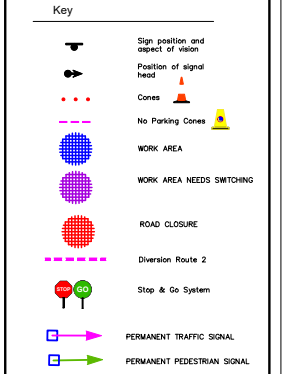 Key
Sign position and
aspect of vision
Position of signal
head
Cones
No Parking Cones
WORK AREA
WORK AREA NEEDS SWITCHING
ROAD CLOSURE
Diversion Route 2
STOP GO Stop & Go System
PERMANENT TRAFFIC SIGNAL
PERMANENT PEDESTRIAN SIGNAL